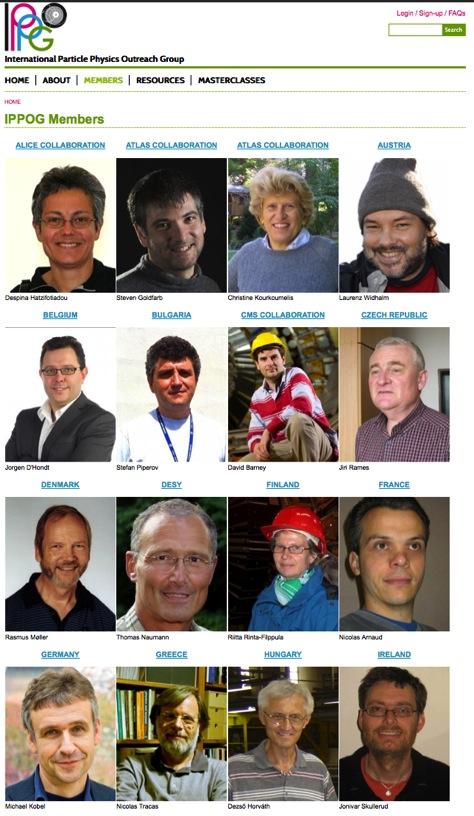 IPPOG
Login / Sign-up / FAQs
Search
International Particle Physics Outreach Group
HOME | ABOUT | MEMBERS | RESOURCES | MASTERCLASSES
HOME
IPPOG Members
ALICE COLLABORATION ATLAS COLLABORATION ATLAS COLLABORATION AUSTRIA
Despina Hatzifotiadou Steven Goldfarb Christine Kourkoumelis Laurenz Widhalm
BELGIUM BULGARIA CMS COLLABORATION CZECH REPUBLIC
Jorgen D'Hondt Stefan Piperov David Barney Jiri Rames
DENMARK DESY FINLAND FRANCE
Rasmus Møller Thomas Naumann Riitta Rinta-Filppula Nicolas Arnaud
GERMANY GREECE HUNGARY IRELAND
Michael Kobel Nicolas Tracas Dezső Horváth Jonivar Skullerud